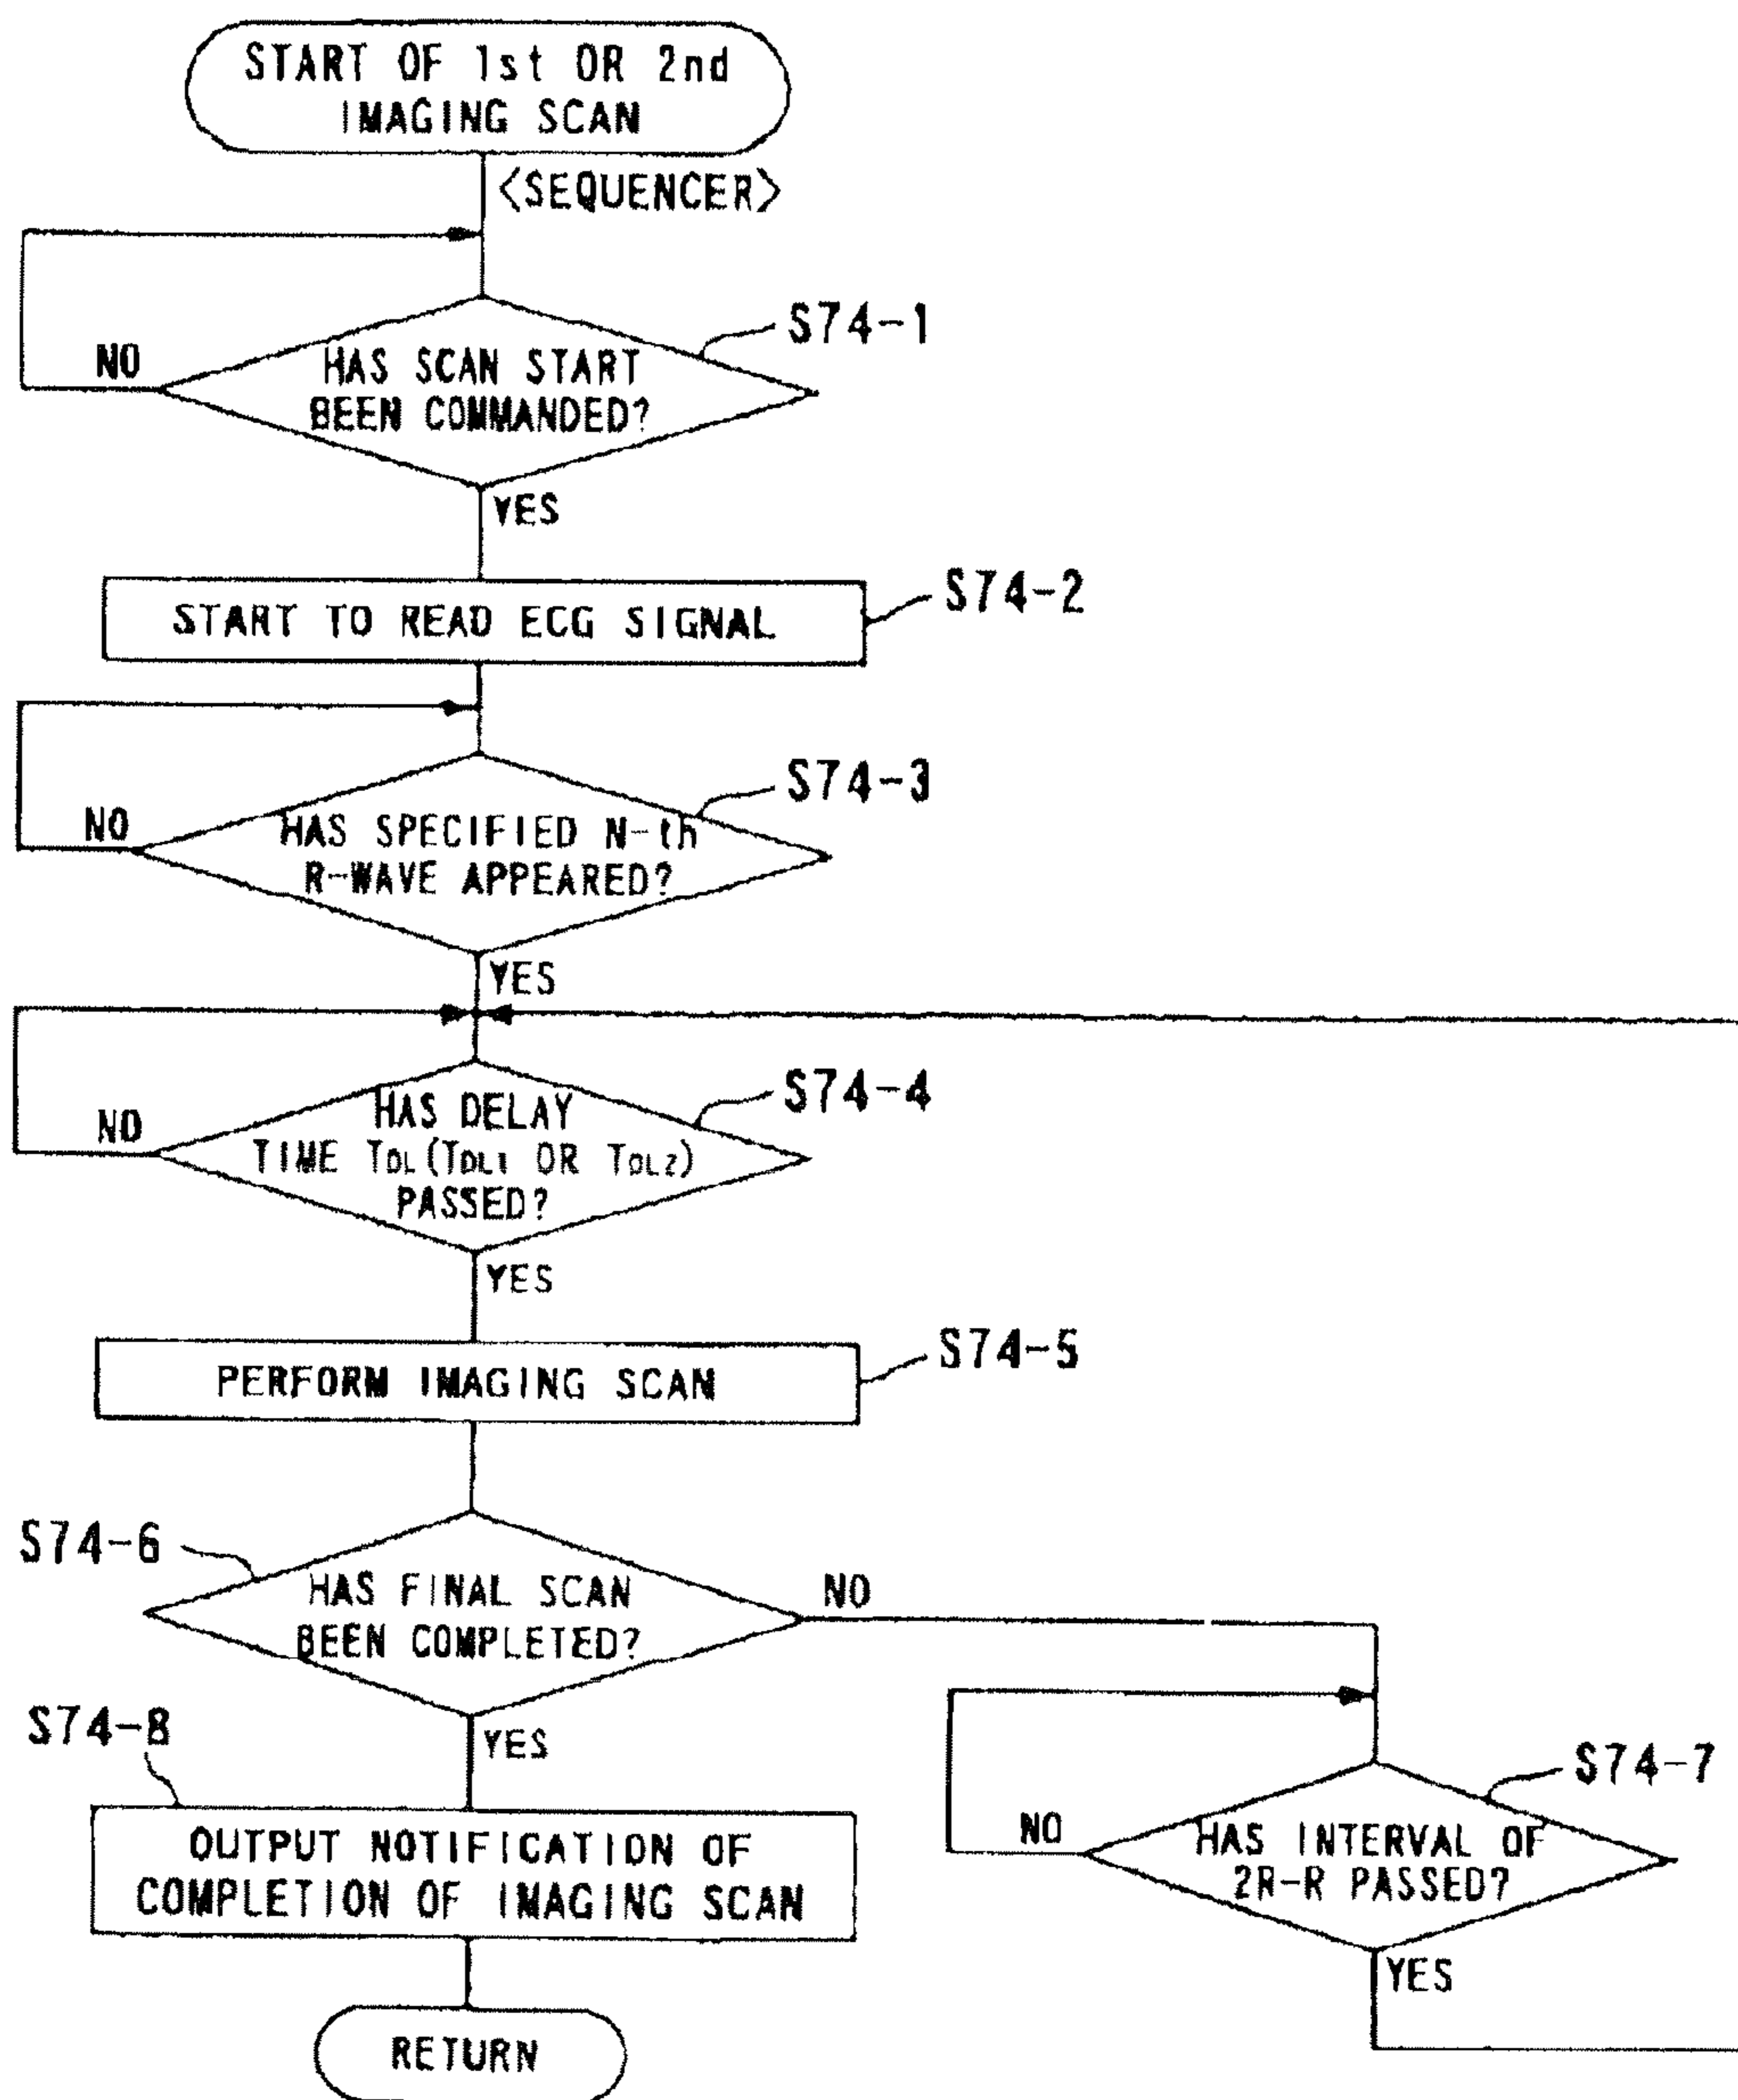 START OF 1st OR 2nd
IMAGING SCAN
<SEQUENCER>
S74-1
NO
HAS SCAN START
BEEN COMMANDED?
YES
S74-2
START TO READ ECG SIGNAL
S74-3
NO
HAS SPECIFIED N-th
R-WAVE APPEARED?
YES
S74-4
NO
HAS DELAY
TIME TDL (TDL1 OR TDL2)
PASSED?
YES
S74-5
PERFORM IMAGING SCAN
S74-6
HAS FINAL SCAN
BEEN COMPLETED?
NO
YES
S74-8
OUTPUT NOTIFICATION OF
COMPLETION OF IMAGING SCAN
S74-7
NO
HAS INTERVAL OF
2R-R PASSED?
YES
RETURN